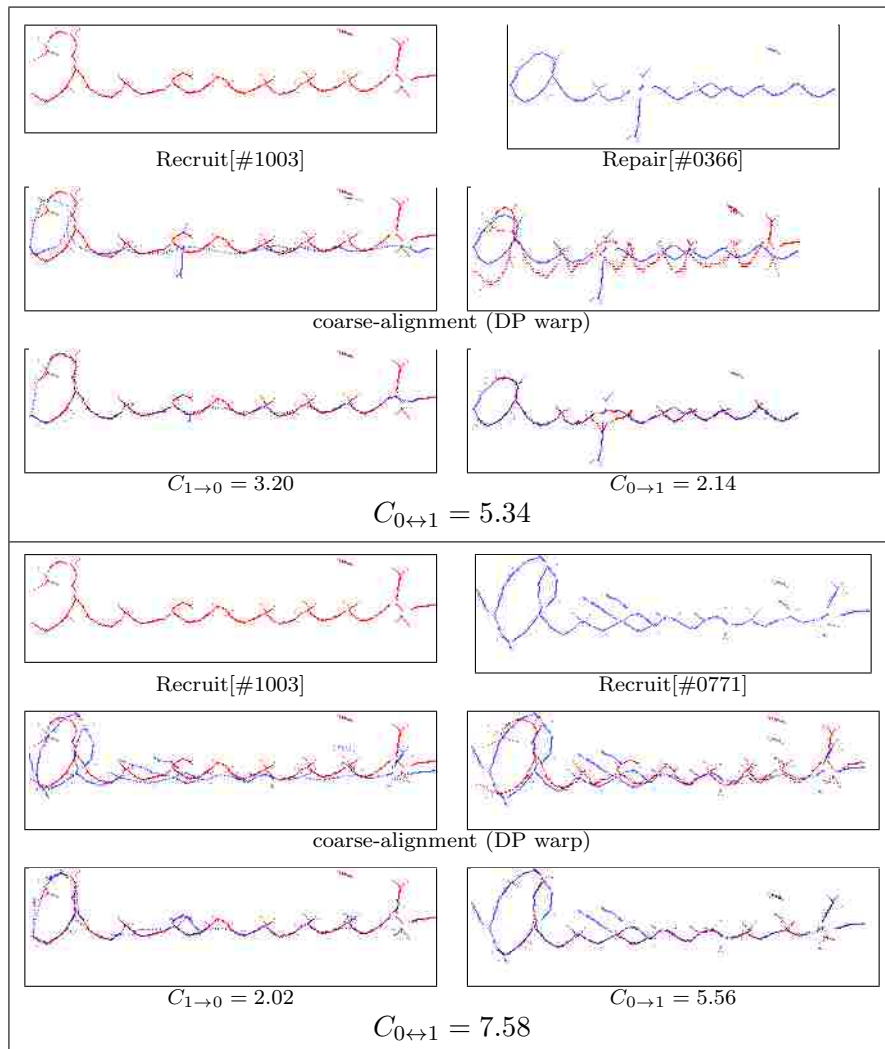 Recruit[#1003] Repair[#0366]
coarse-alignment (DP warp)
C₁→₀ = 3.20 C₀→₁ = 2.14
C₀↔₁ = 5.34
Recruit[#1003] Recruit[#0771]
coarse-alignment (DP warp)
C₁→₀ = 2.02 C₀→₁ = 5.56
C₀↔₁ = 7.58